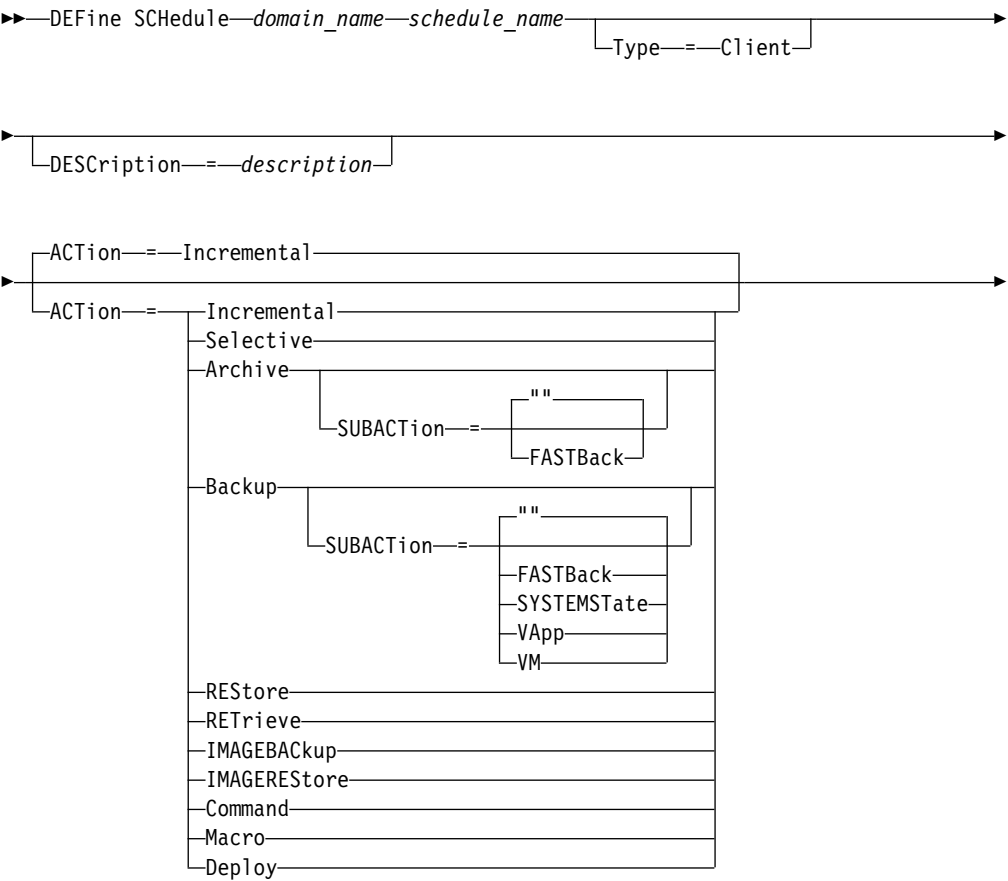 DEFine SCHedule domain_name schedule_name
Type = Client
DESCription = description
ACTion = Incremental
ACTion = Incremental
Selective
Archive
""
SUBACTion =
FASTBack
Backup
""
SUBACTion =
FASTBack
SYSTEMSTate
VApp
VM
REStore
RETrieve
IMAGEBACkup
IMAGEREStore
Command
Macro
Deploy